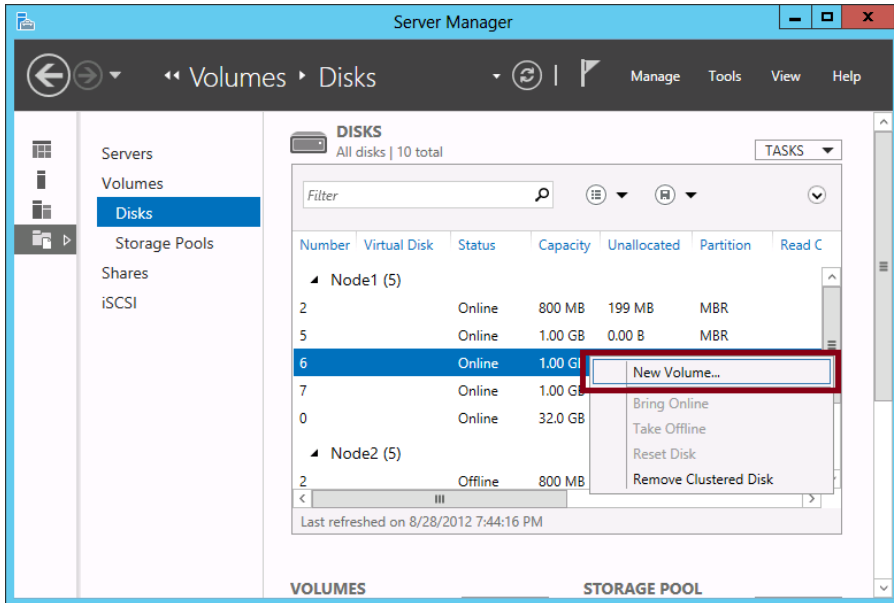 Server Manager
Volumes Disks
Manage Tools View Help
Servers
Volumes
Disks
Storage Pools
Shares
iSCSI
DISKS
All disks | 10 total
TASKS
Filter
Number Virtual Disk Status Capacity Unallocated Partition Read C
Node1 (5)
2 Online 800 MB 199 MB MBR
5 Online 1.00 GB 0.00 B MBR
6 Online 1.00 G
7 Online 1.00 GB
0 Online 32.0 GB
Node2 (5)
2 Offline 800 MB
New Volume...
Bring Online
Take Offline
Reset Disk
Remove Clustered Disk
Last refreshed on 8/28/2012 7:44:16 PM
VOLUMES
STORAGE POOL